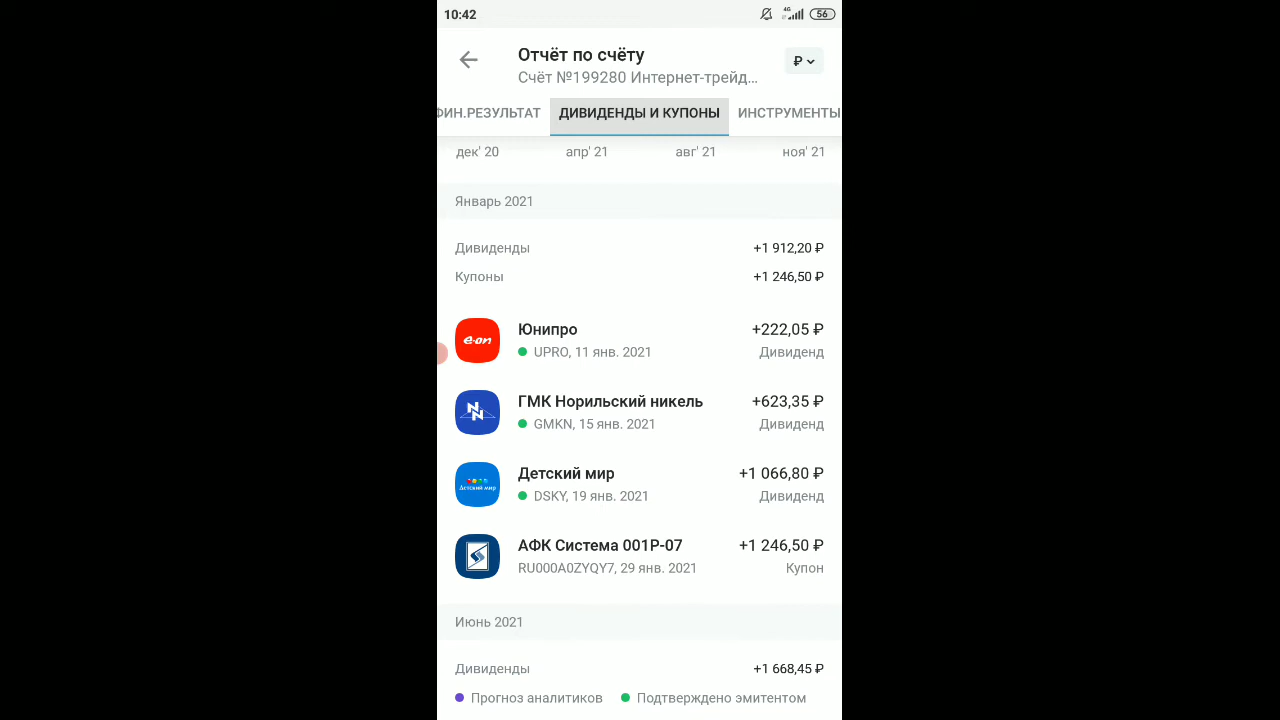 10:42
4G
56
Отчёт по счёту
₽
Счёт №199280 Интернет-трейд...
ФИН.РЕЗУЛЬТАТ ДИВИДЕНДЫ И КУПОНЫ ИНСТРУМЕНТЫ
дек' 20 апр' 21 авг' 21 ноя' 21
Январь 2021
Дивиденды +1 912,20 ₽
Купоны +1 246,50 ₽
e·on
Юнипро +222,05 ₽
UPRO, 11 янв. 2021 Дивиденд
ГМК Норильский никель +623,35 ₽
GMKN, 15 янв. 2021 Дивиденд
Детский мир
Детский мир +1 066,80 ₽
DSKY, 19 янв. 2021 Дивиденд
АФК Система 001P-07 +1 246,50 ₽
RU000A0ZYQY7, 29 янв. 2021 Купон
Июнь 2021
Дивиденды +1 668,45 ₽
Прогноз аналитиков Подтверждено эмитентом